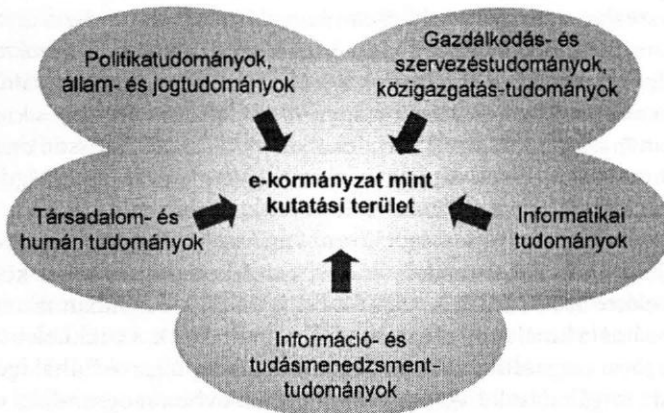 Politikatudományok,
állam- és jogtudományok
Gazdálkodás- és
szervezéstudományok,
közigazgatás-tudományok
e-kormányzat mint
kutatási terület
Társadalom- és
humán tudományok
Informatikai
tudományok
Információ- és
tudásmenedzsment-
tudományok